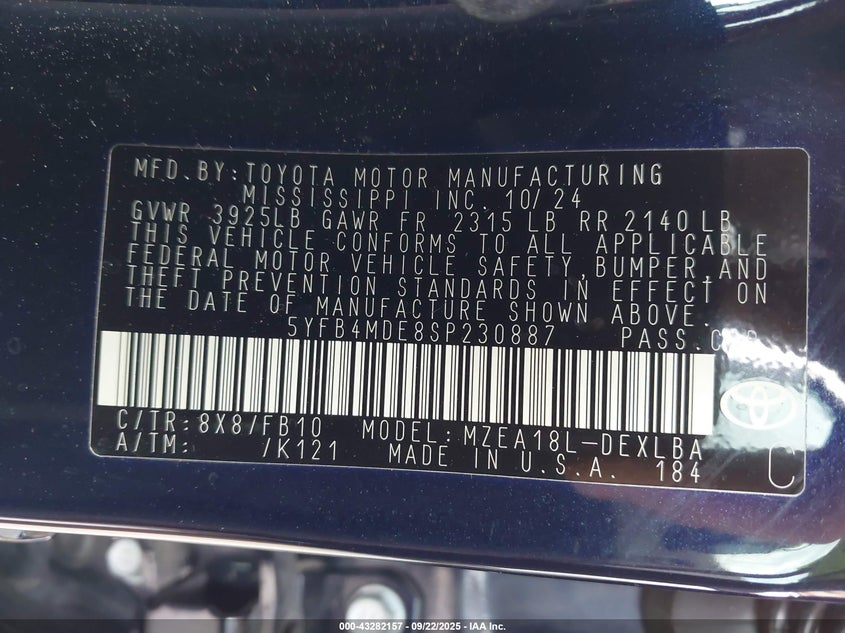 MFD.BY:TOYOTA MOTOR MANUFACTURING
MISSISSIPPI INC. 10/24
GVWR 3925LB GAWR FR 2315 LB RR 2140 LB
THIS VEHICLE CONFORMS TO ALL APPLICABLE
FEDERAL MOTOR VEHICLE SAFETY,BUMPER,AND
THEFT PREVENTION STANDARDS IN EFFECT ON
THE DATE OF MANUFACTURE SHOWN ABOVE.
5YFB4MDE8SP230887 PASS.CAR
C/TR:8X8/FB10 MODEL:MZEA18L-DEXLBA
A/TM: /K121 MADE IN U.S.A. 184
C
000-43282157 - 09/22/2025 - IAA Inc.